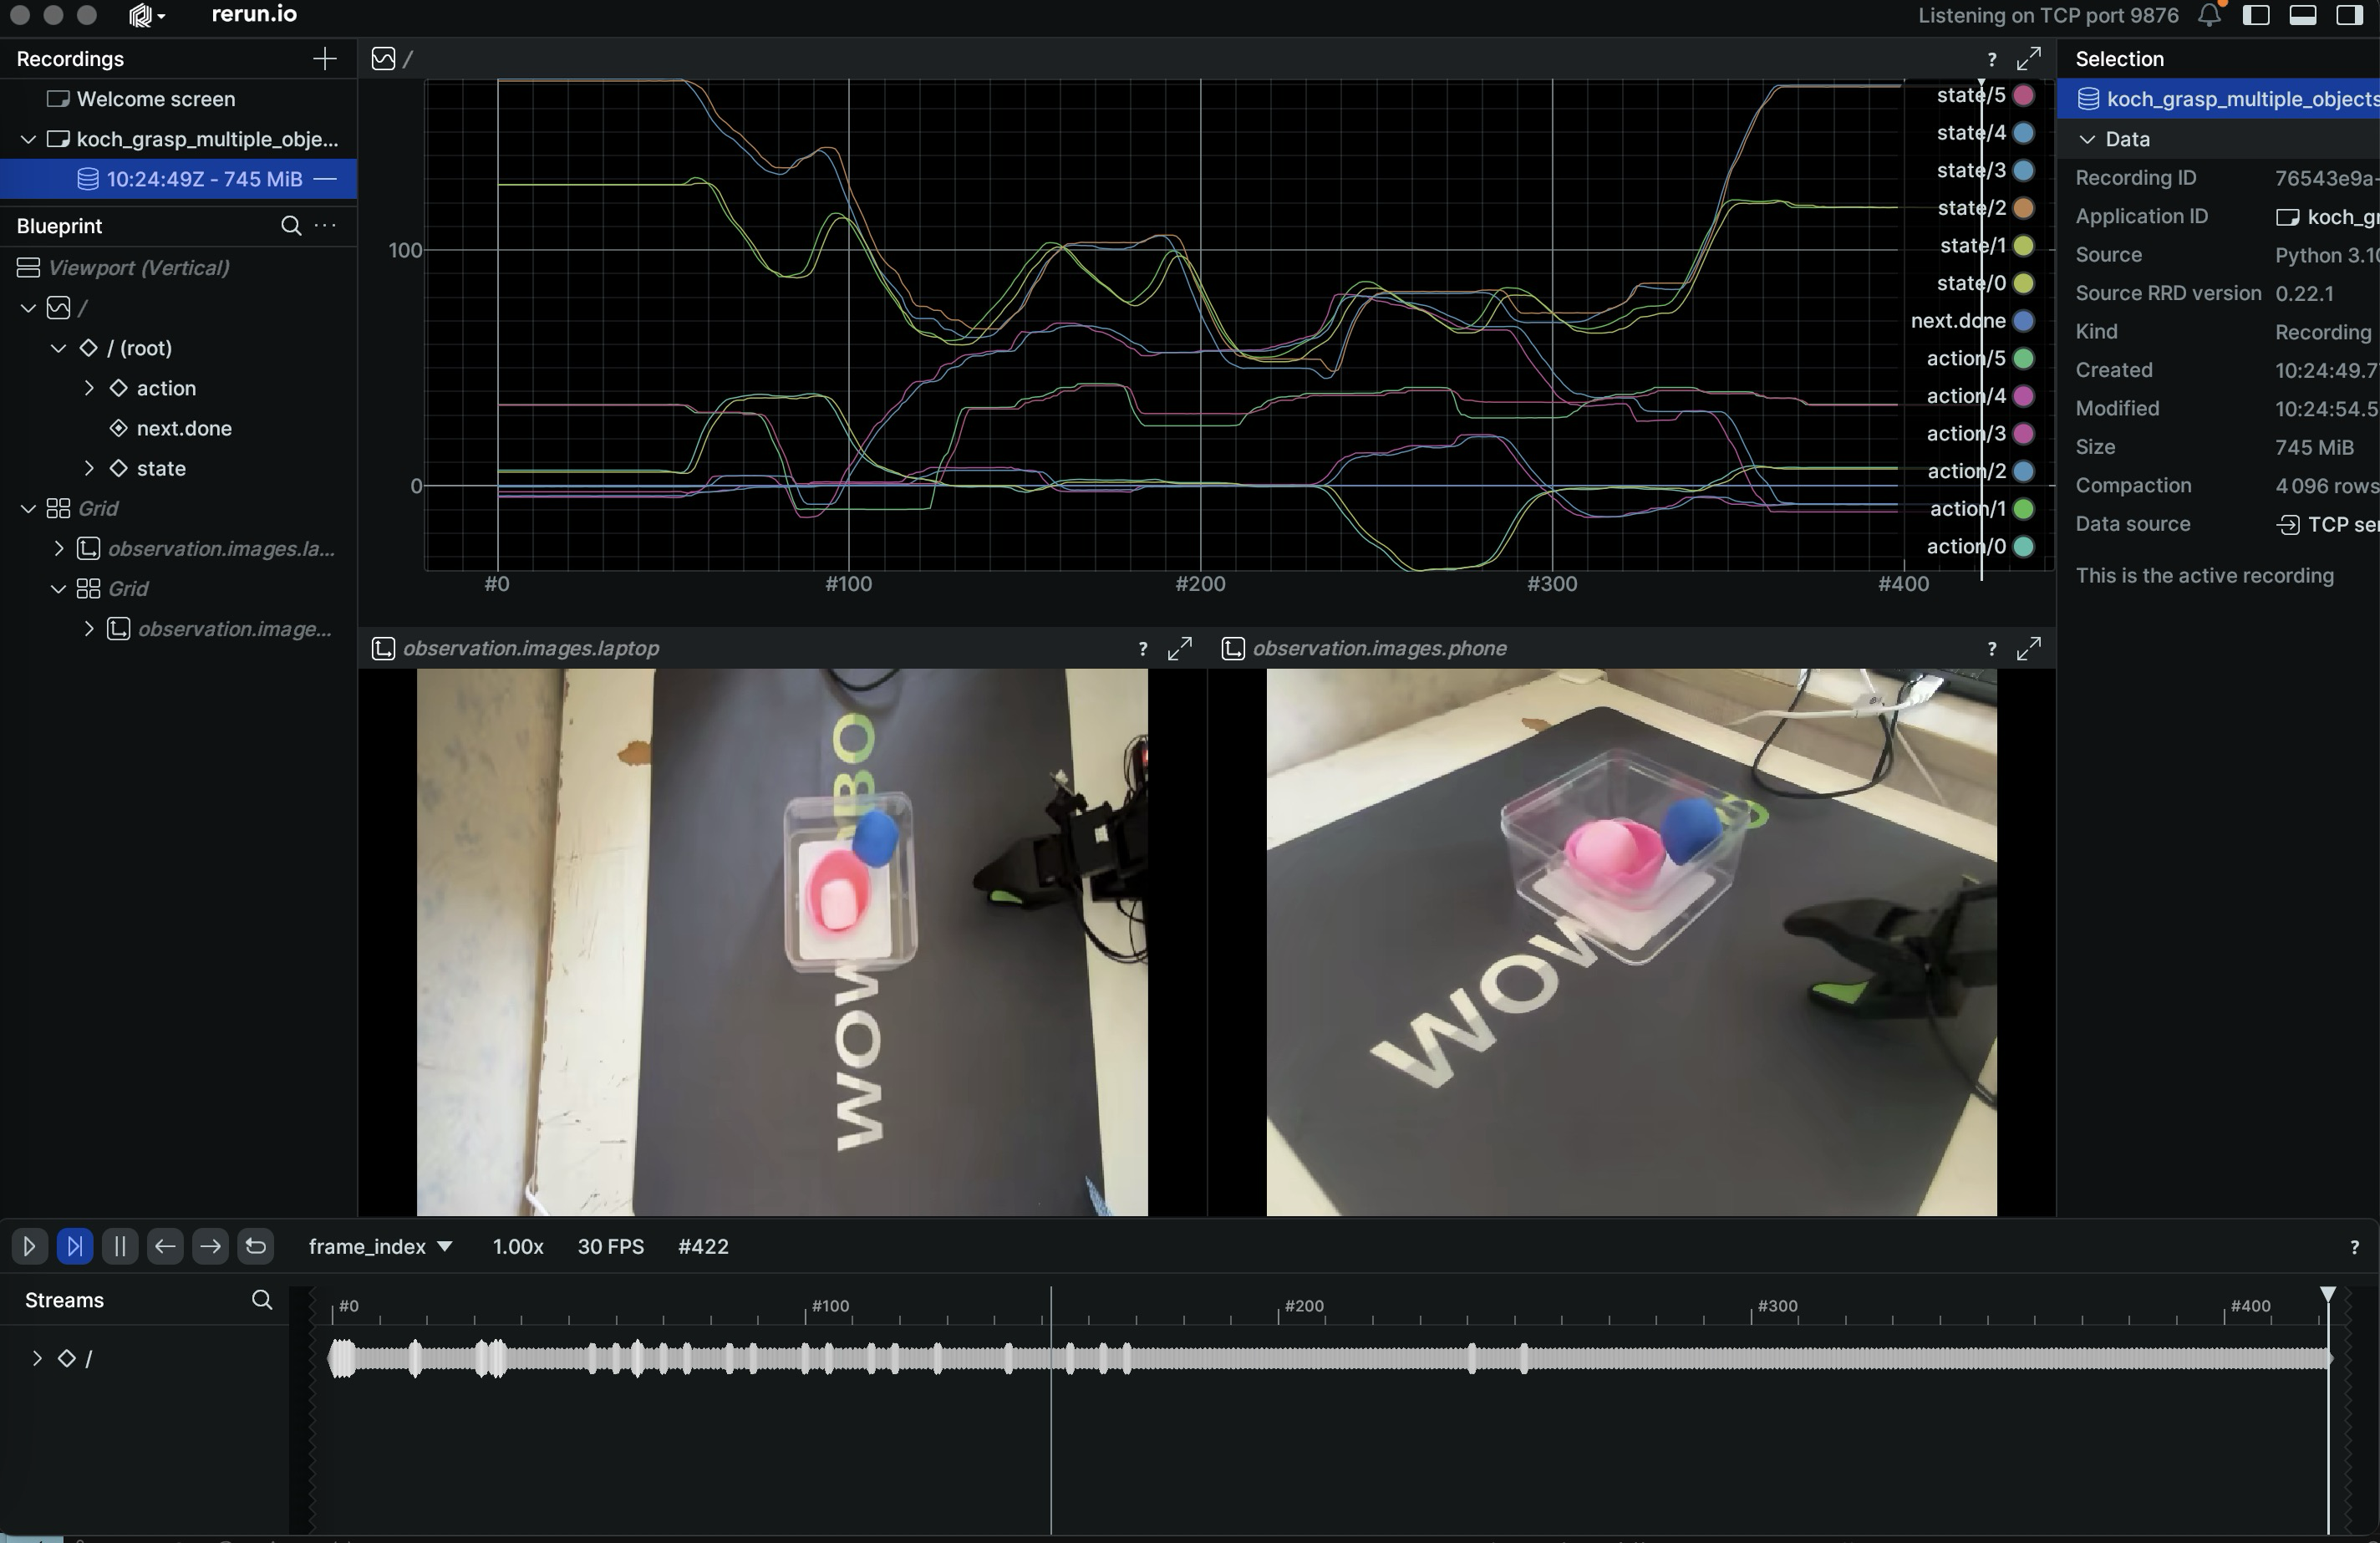 rerun.io
Listening on TCP port 9876
Recordings
Welcome screen
koch_grasp_multiple_obje...
10:24:49Z - 745 MiB
Blueprint
Viewport (Vertical)
/
/ (root)
action
next.done
state
Grid
observation.images.la...
Grid
observation.image...
/
?
100
0
state/5
state/4
state/3
state/2
state/1
state/0
next.done
action/5
action/4
action/3
action/2
action/1
action/0
#0
#100
#200
#300
#400
observation.images.laptop
?
WOW
BO
observation.images.phone
?
WOW
Selection
koch_grasp_multiple_objects
Data
Recording ID 76543e9a-
Application ID koch_g
Source Python 3.10
Source RRD version 0.22.1
Kind Recording
Created 10:24:49.7
Modified 10:24:54.5
Size 745 MiB
Compaction 4 096 rows
Data source TCP ser
This is the active recording
frame_index 1.00x 30 FPS #422
?
Streams
#0 #100 #200 #300 #400
/